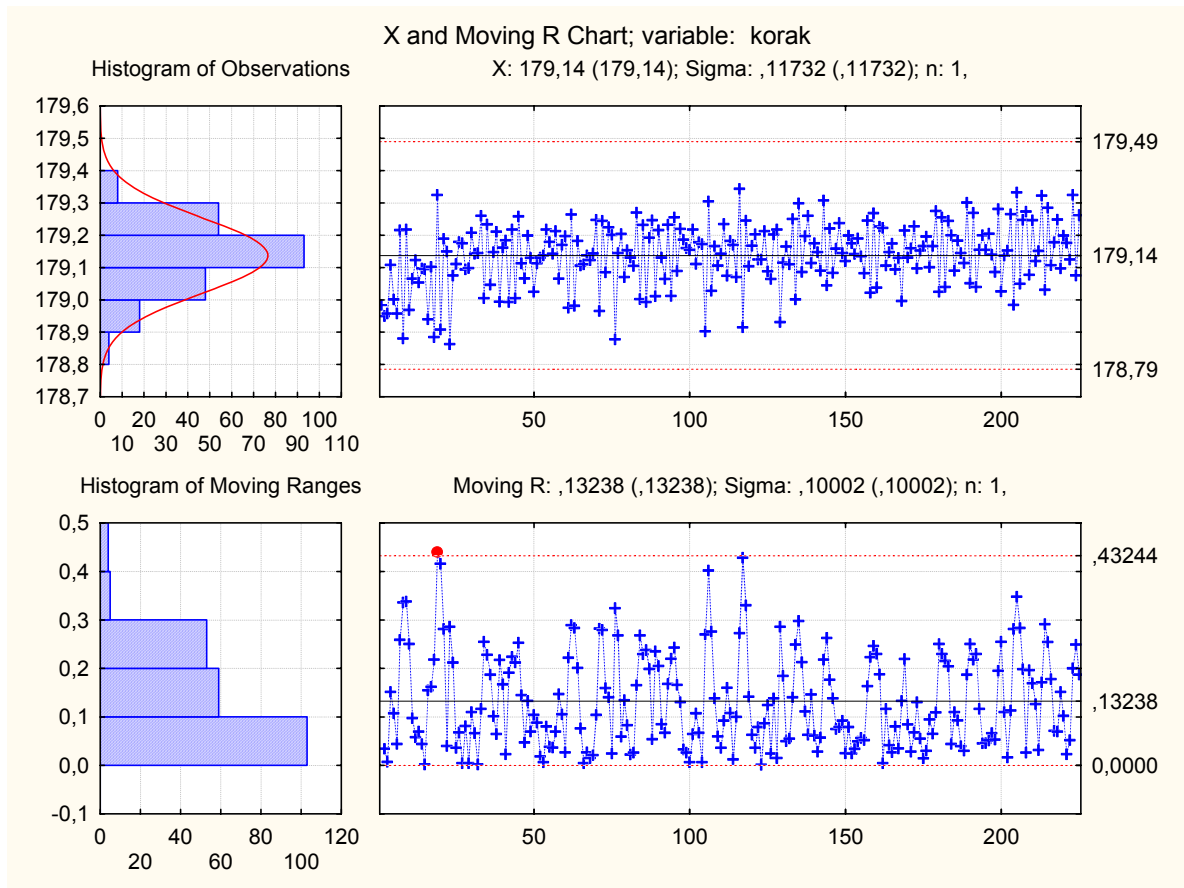 X and Moving R Chart; variable:  korak
Histogram of Observations
X: 179,14 (179,14); Sigma: ,11732 (,11732); n: 1,
179,6
179,5
179,4
179,3
179,2
179,1
179,0
178,9
178,8
178,7
0 20 40 60 80 100
10 30 50 70 90 110
179,49
179,14
178,79
50 100 150 200
Histogram of Moving Ranges
Moving R: ,13238 (,13238); Sigma: ,10002 (,10002); n: 1,
0,5
0,4
0,3
0,2
0,1
0,0
-0,1
0 40 80 120
20 60 100
,43244
,13238
0,0000
50 100 150 200